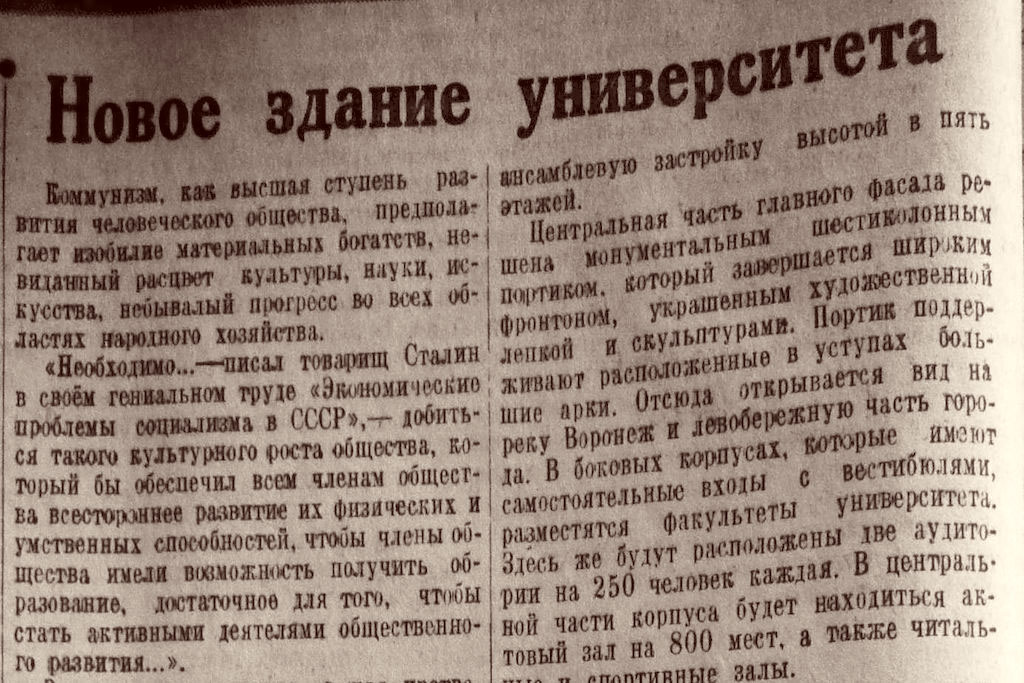 Новое здание университета
Коммунизм, как высшая ступень раз-
вития человеческого общества, предпола-
гает изобилие материальных богатств, не-
виданный расцвет культуры, науки, ис-
кусства, небывалый прогресс во всех об-
ластях народного хозяйства.
«Необходимо...—писал товарищ Сталин
в своём гениальном труде «Экономические
проблемы социализма в СССР»,— добить-
ся такого культурного роста общества, ко-
торый бы обеспечил всем членам общест-
ва всестороннее развитие их физических и
умственных способностей, чтобы члены об-
щества имели возможность получить об-
разование, достаточное для того, чтобы
стать активными деятелями общественно-
го развития...».
ансамблевую застройку высотой в пять
этажей.
Центральная часть главного фасада ре-
шена монументальным шестиколонным
портиком, который завершается широким
фронтоном, украшенным художественной
лепкой и скульптурами. Портик поддер-
живают расположенные в уступах боль-
шие арки. Отсюда открывается вид на
реку Воронеж и левобережную часть горо-
да. В боковых корпусах, которые имеют
самостоятельные входы с вестибюлями,
разместятся факультеты университета.
Здесь же будут расположены две аудито-
рии на 250 человек каждая. В централь-
ной части корпуса будет находиться ак-
товый зал на 800 мест, а также читаль-
ные и спортивные залы.